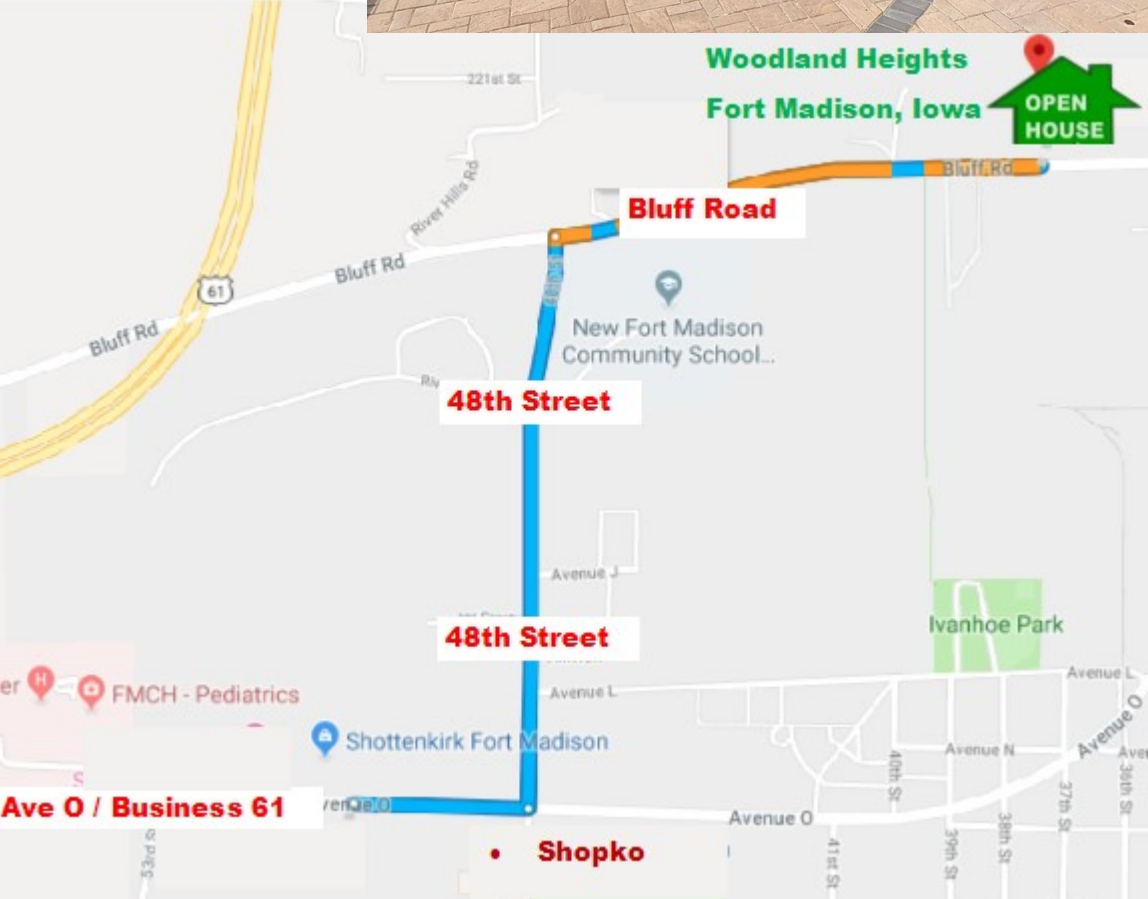 Woodland Heights
Fort Madison, Iowa
OPEN
HOUSE
221st St
River Hills Rd
Bluff Rd
Bluff Road
Bluff Rd
61
Bluff Rd
New Fort Madison
Community School...
48th Street
Avenue J
48th Street
Ivanhoe Park
Avenue L
Avenue L
FMCH - Pediatrics
Shottenkirk Fort Madison
Avenue N
Avenue O
Ave O / Business 61
Avenue O
Shopko
53rd St
41st St
40th St
39th St
38th St
37th St
36th St
H